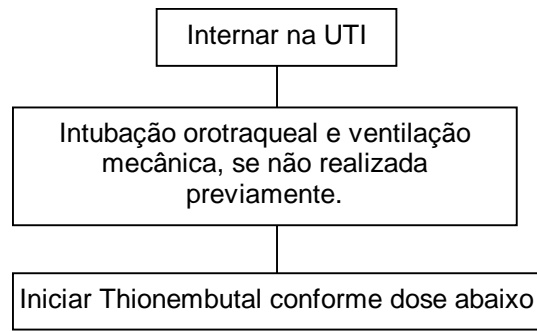 Internar na UTI
Intubação orotraqueal e ventilação
mecânica, se não realizada
previamente.
Iniciar Thionembutal conforme dose abaixo